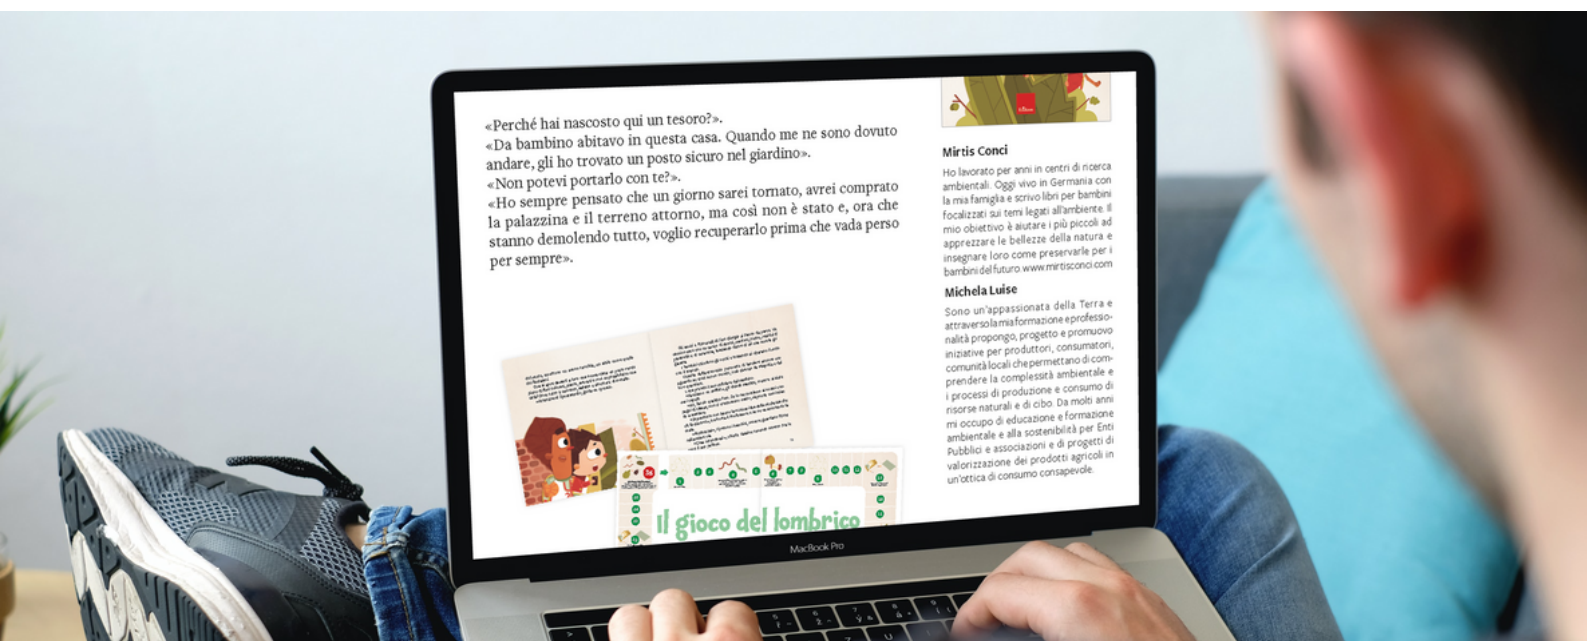 «Perché hai nascosto qui un tesoro?».
«Da bambino abitavo in questa casa. Quando me ne sono dovuto
andare, gli ho trovato un posto sicuro nel giardino».
«Non potevi portarlo con te?».
«Ho sempre pensato che un giorno sarei tornato, avrei comprato
la palazzina e il terreno attorno, ma così non è stato e, ora che
stanno demolendo tutto, voglio recuperarlo prima che vada perso
per sempre».
Il gioco del lombrico
Mirtis Conci
Ho lavorato per anni in centri di ricerca
ambientali. Oggi vivo in Germania con
la mia famiglia e scrivo libri per bambini
focalizzati sui temi legati all'ambiente. Il
mio obiettivo è aiutare i più piccoli ad
apprezzare le bellezze della natura e
insegnare loro come preservarle per i
bambini del futuro. www.mirtisconci.com
Michela Luise
Sono un'appassionata della Terra e
attraverso la mia formazione e professio-
nalità propongo, progetto e promuovo
iniziative per produttori, consumatori,
comunità locali che permettano di com-
prendere la complessità ambientale e
i processi di produzione e consumo di
risorse naturali e di cibo. Da molti anni
mi occupo di educazione e formazione
ambientale e alla sostenibilità per Enti
Pubblici e associazioni e di progetti di
valorizzazione dei prodotti agricoli in
un'ottica di consumo consapevole.
MacBook Pro